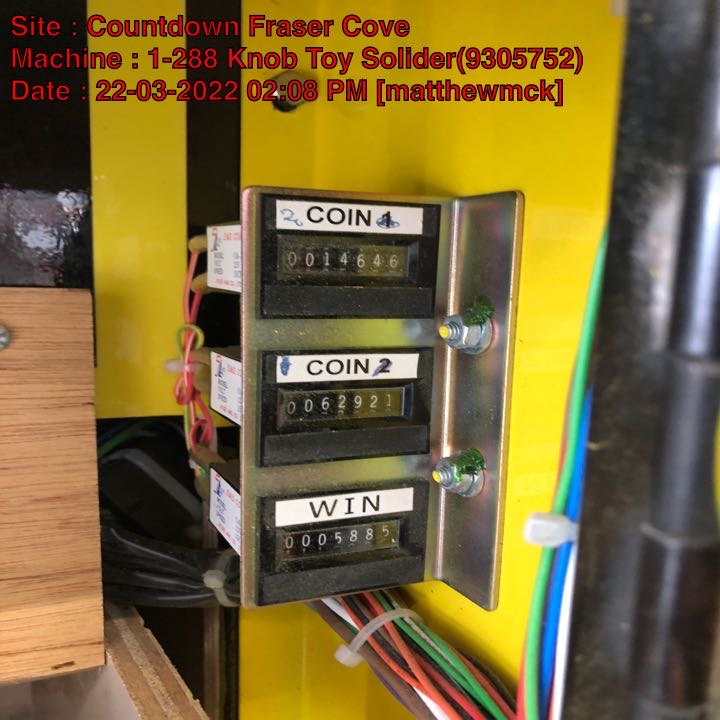 Site : Countdown Fraser Cove
Machine : 1-288 Knob Toy Solider(9305752)
Date : 22-03-2022 02:08 PM [matthewmck]
COIN 1
0014646
COIN 2
0062921
WIN
0005885